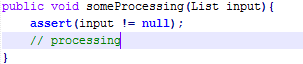 public void someProcessing(List input){
    assert(input != null);
    // processing
}